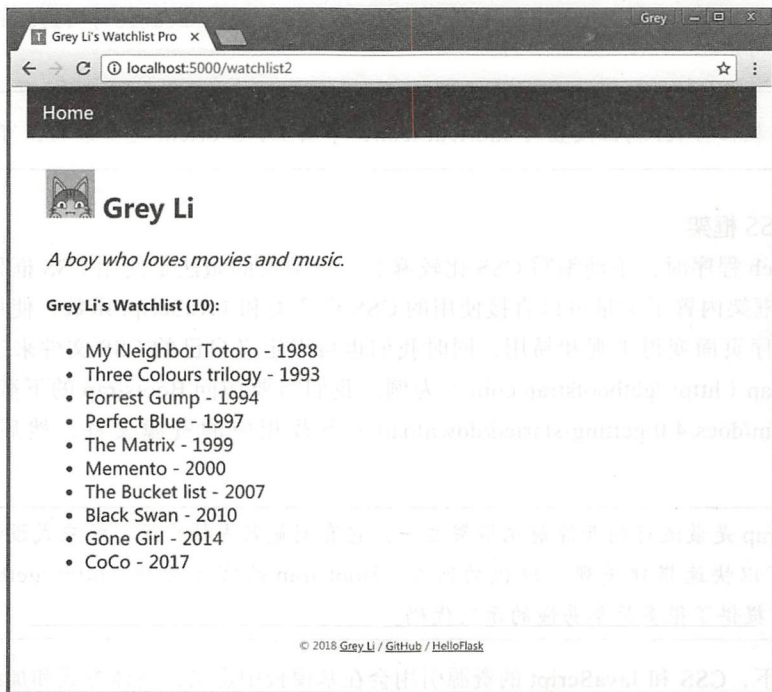 Grey
Grey Li's Watchlist Pro
localhost:5000/watchlist2
Home
Grey Li
A boy who loves movies and music.
Grey Li's Watchlist (10):
• My Neighbor Totoro - 1988
• Three Colours trilogy - 1993
• Forrest Gump - 1994
• Perfect Blue - 1997
• The Matrix - 1999
• Memento - 2000
• The Bucket list - 2007
• Black Swan - 2010
• Gone Girl - 2014
• CoCo - 2017
© 2018 Grey Li / GitHub / HelloFlask